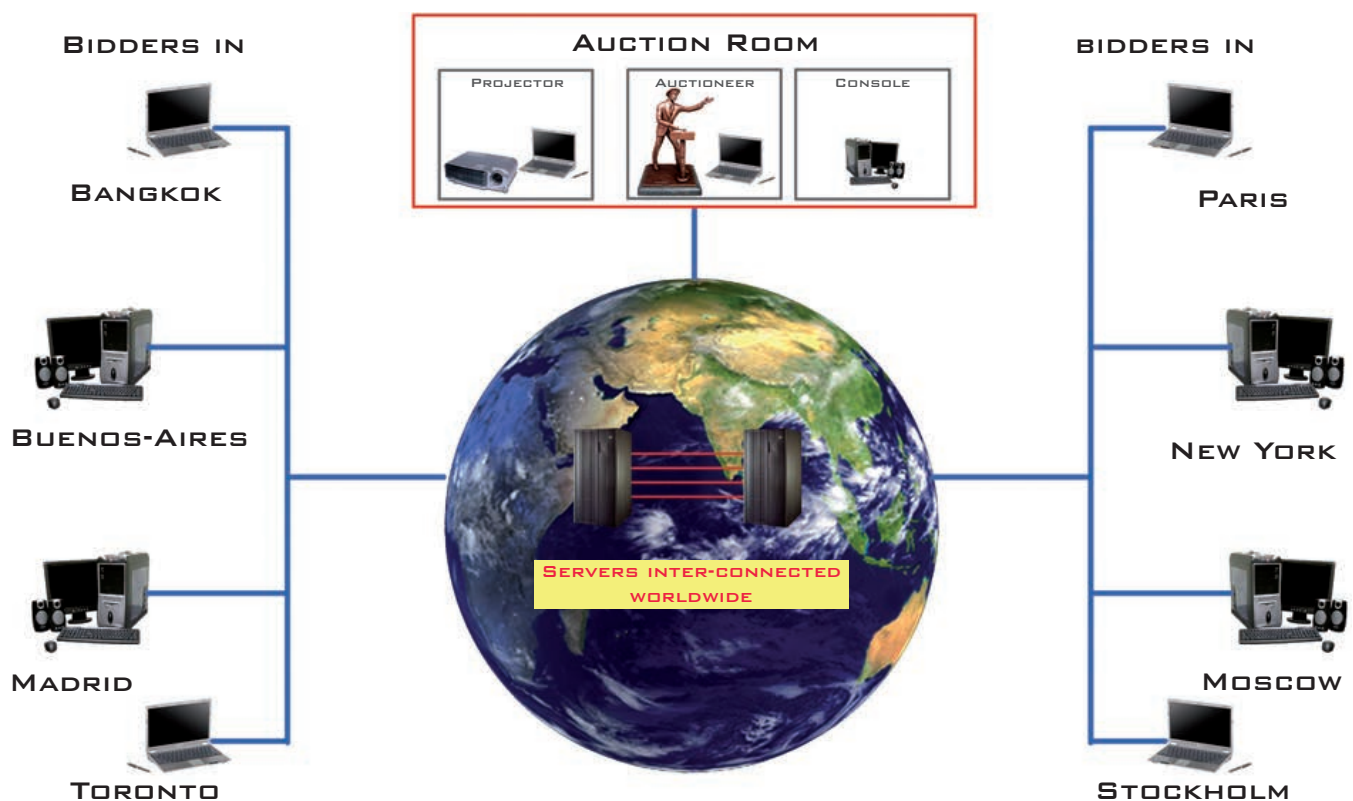 BIDDERS IN
AUCTION ROOM
BIDDERS IN
PROJECTOR
AUCTIONEER
CONSOLE
BANGKOK
PARIS
BUENOS-AIRES
NEW YORK
SERVERS INTER-CONNECTED
WORLDWIDE
MADRID
MOSCOW
TORONTO
STOCKHOLM